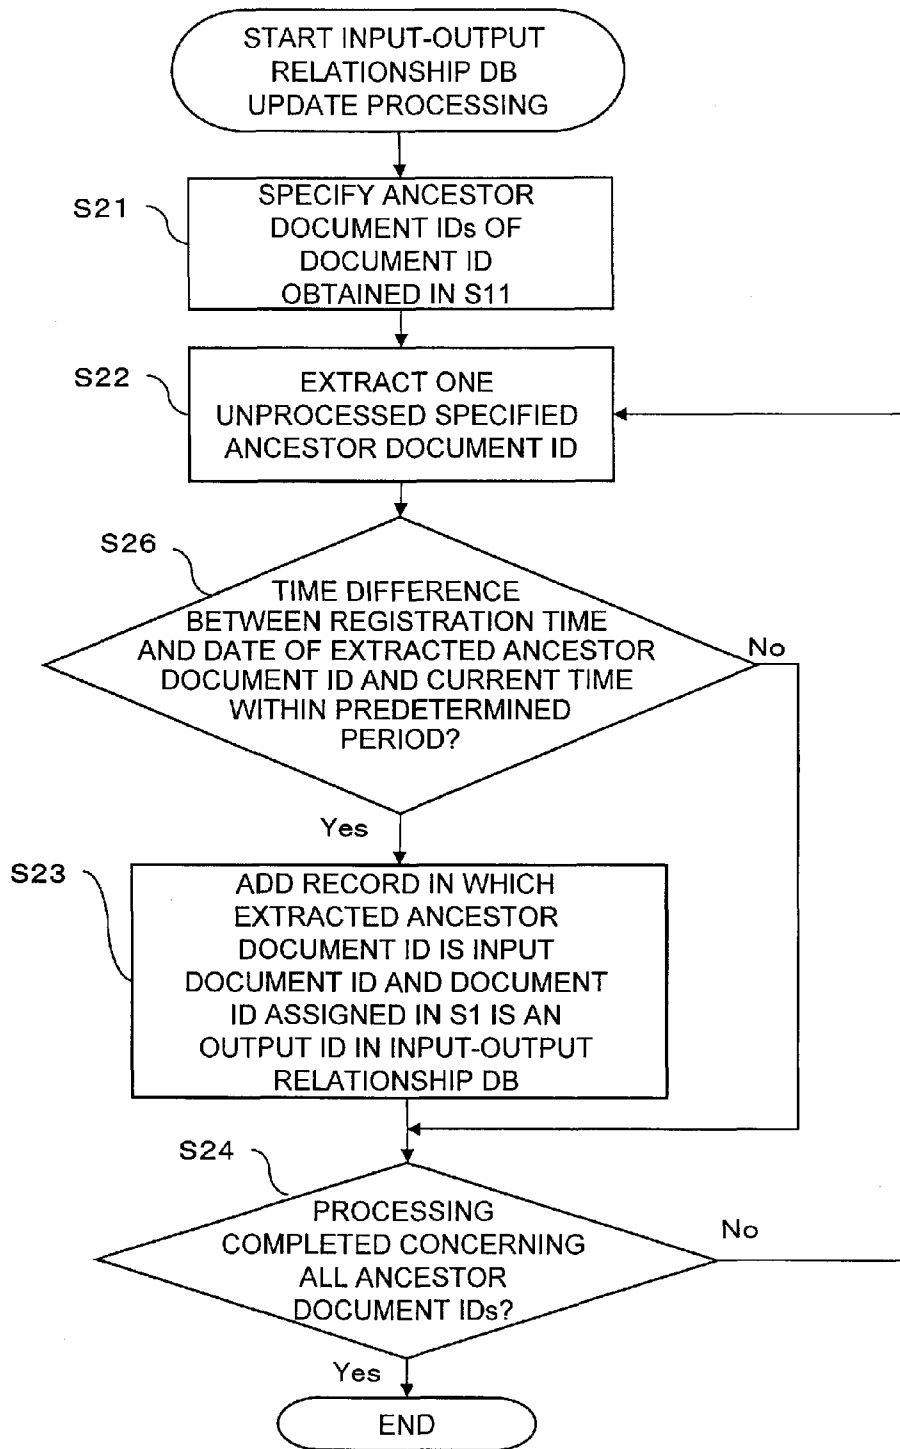 START INPUT-OUTPUT
RELATIONSHIP DB
UPDATE PROCESSING
S21
SPECIFY ANCESTOR
DOCUMENT IDs OF
DOCUMENT ID
OBTAINED IN S11
S22
EXTRACT ONE
UNPROCESSED SPECIFIED
ANCESTOR DOCUMENT ID
S26
TIME DIFFERENCE
BETWEEN REGISTRATION TIME
AND DATE OF EXTRACTED ANCESTOR
DOCUMENT ID AND CURRENT TIME
WITHIN PREDETERMINED
PERIOD?
No
Yes
S23
ADD RECORD IN WHICH
EXTRACTED ANCESTOR
DOCUMENT ID IS INPUT
DOCUMENT ID AND DOCUMENT
ID ASSIGNED IN S1 IS AN
OUTPUT ID IN INPUT-OUTPUT
RELATIONSHIP DB
S24
PROCESSING
COMPLETED CONCERNING
ALL ANCESTOR
DOCUMENT IDs?
No
Yes
END